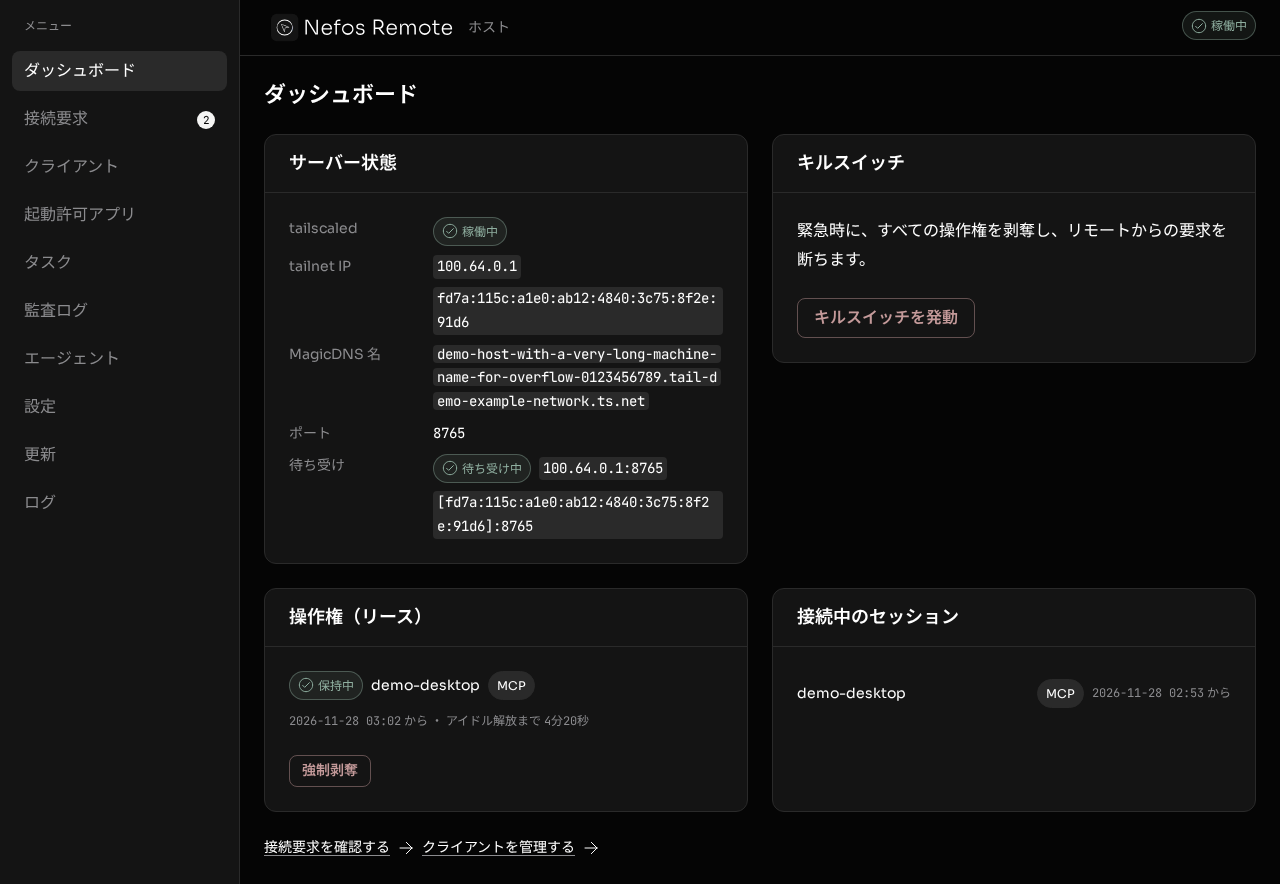 メニュー
ダッシュボード
接続要求
2
クライアント
起動許可アプリ
タスク
監査ログ
エージェント
設定
更新
ログ
Nefos Remote ホスト
稼働中
ダッシュボード
サーバー状態
tailscaled 稼働中
tailnet IP 100.64.0.1
fd7a:115c:a1e0:ab12:4840:3c75:8f2e:
91d6
MagicDNS 名 demo-host-with-a-very-long-machine-
name-for-overflow-0123456789.tail-d
emo-example-network.ts.net
ポート 8765
待ち受け 待ち受け中 100.64.0.1:8765
[fd7a:115c:a1e0:ab12:4840:3c75:8f2
e:91d6]:8765
キルスイッチ
緊急時に、すべての操作権を剥奪し、リモートからの要求を
断ちます。
キルスイッチを発動
操作権（リース）
保持中 demo-desktop MCP
2026-11-28 03:02 から ・ アイドル解放まで 4分20秒
強制剥奪
接続中のセッション
demo-desktop MCP 2026-11-28 02:53 から
接続要求を確認する → クライアントを管理する →